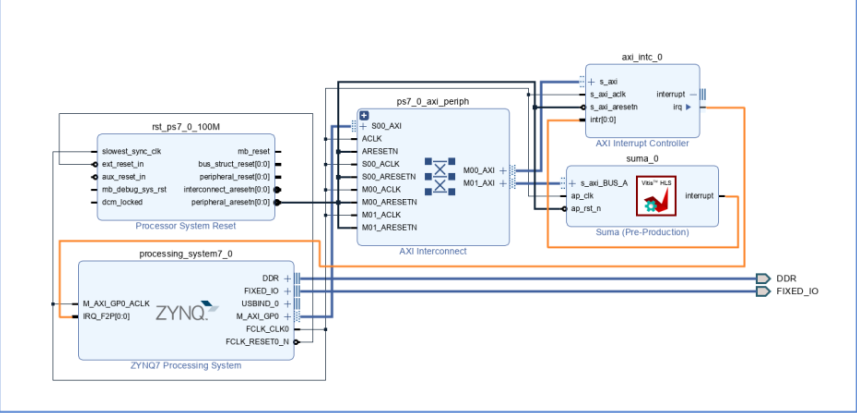 axi_intc_0
s_axi
s_axi_aclk
s_axi_aresetn
intr[0:0]
interrupt
irq
AXI Interrupt Controller
ps7_0_axi_periph
S00_AXI
ACLK
ARESETN
S00_ACLK
S00_ARESETN
M00_ACLK
M00_ARESETN
M01_ACLK
M01_ARESETN
M00_AXI
M01_AXI
AXI Interconnect
rst_ps7_0_100M
slowest_sync_clk
ext_reset_in
aux_reset_in
mb_debug_sys_rst
dcm_locked
mb_reset
bus_struct_reset[0:0]
peripheral_reset[0:0]
interconnect_aresetn[0:0]
peripheral_aresetn[0:0]
Processor System Reset
suma_0
s_axi_BUS_A
ap_clk
ap_rst_n
Vitis™ HLS
interrupt
Suma (Pre-Production)
processing_system7_0
M_AXI_GP0_ACLK
IRQ_F2P[0:0]
ZYNQ
DDR
FIXED_IO
USBIND_0
M_AXI_GP0
FCLK_CLK0
FCLK_RESET0_N
ZYNQ7 Processing System
DDR
FIXED_IO